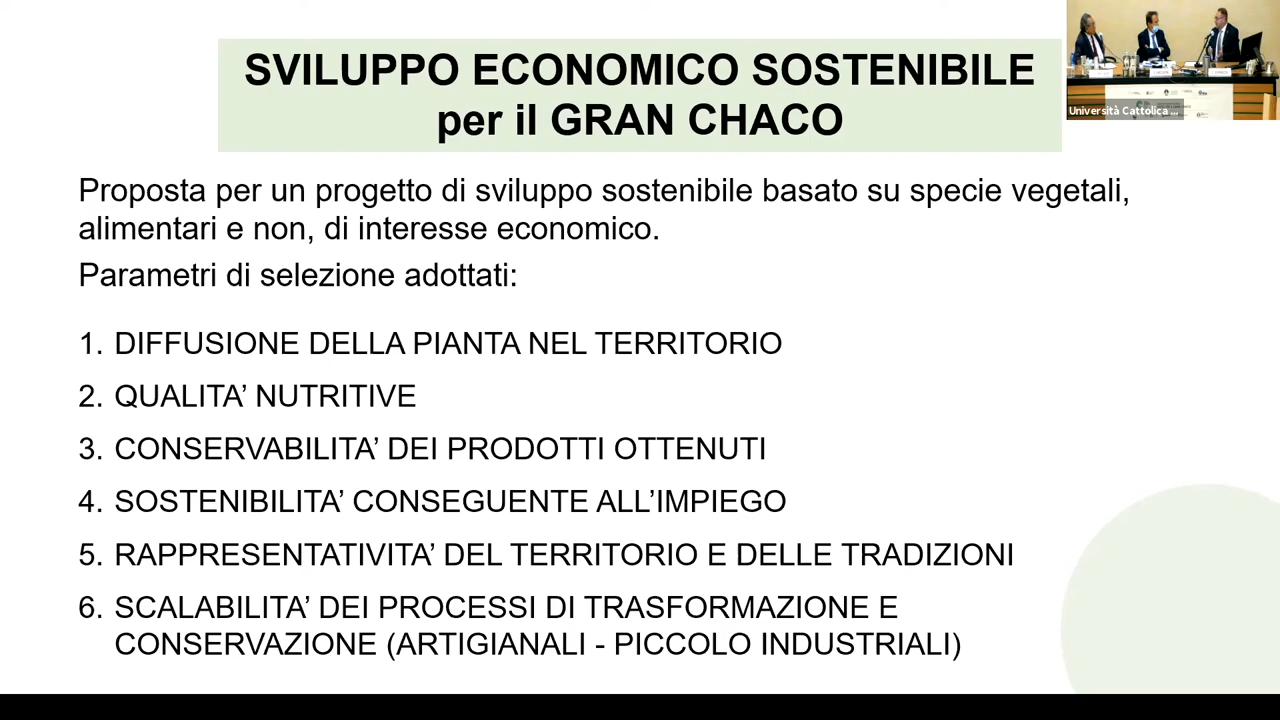 SVILUPPO ECONOMICO SOSTENIBILE
per il GRAN CHACO
Università Cattolica ...
Proposta per un progetto di sviluppo sostenibile basato su specie vegetali,
alimentari e non, di interesse economico.
Parametri di selezione adottati:
1. DIFFUSIONE DELLA PIANTA NEL TERRITORIO
2. QUALITA’ NUTRITIVE
3. CONSERVABILITA’ DEI PRODOTTI OTTENUTI
4. SOSTENIBILITA’ CONSEGUENTE ALL’IMPIEGO
5. RAPPRESENTATIVITA’ DEL TERRITORIO E DELLE TRADIZIONI
6. SCALABILITA’ DEI PROCESSI DI TRASFORMAZIONE E
CONSERVAZIONE (ARTIGIANALI - PICCOLO INDUSTRIALI)